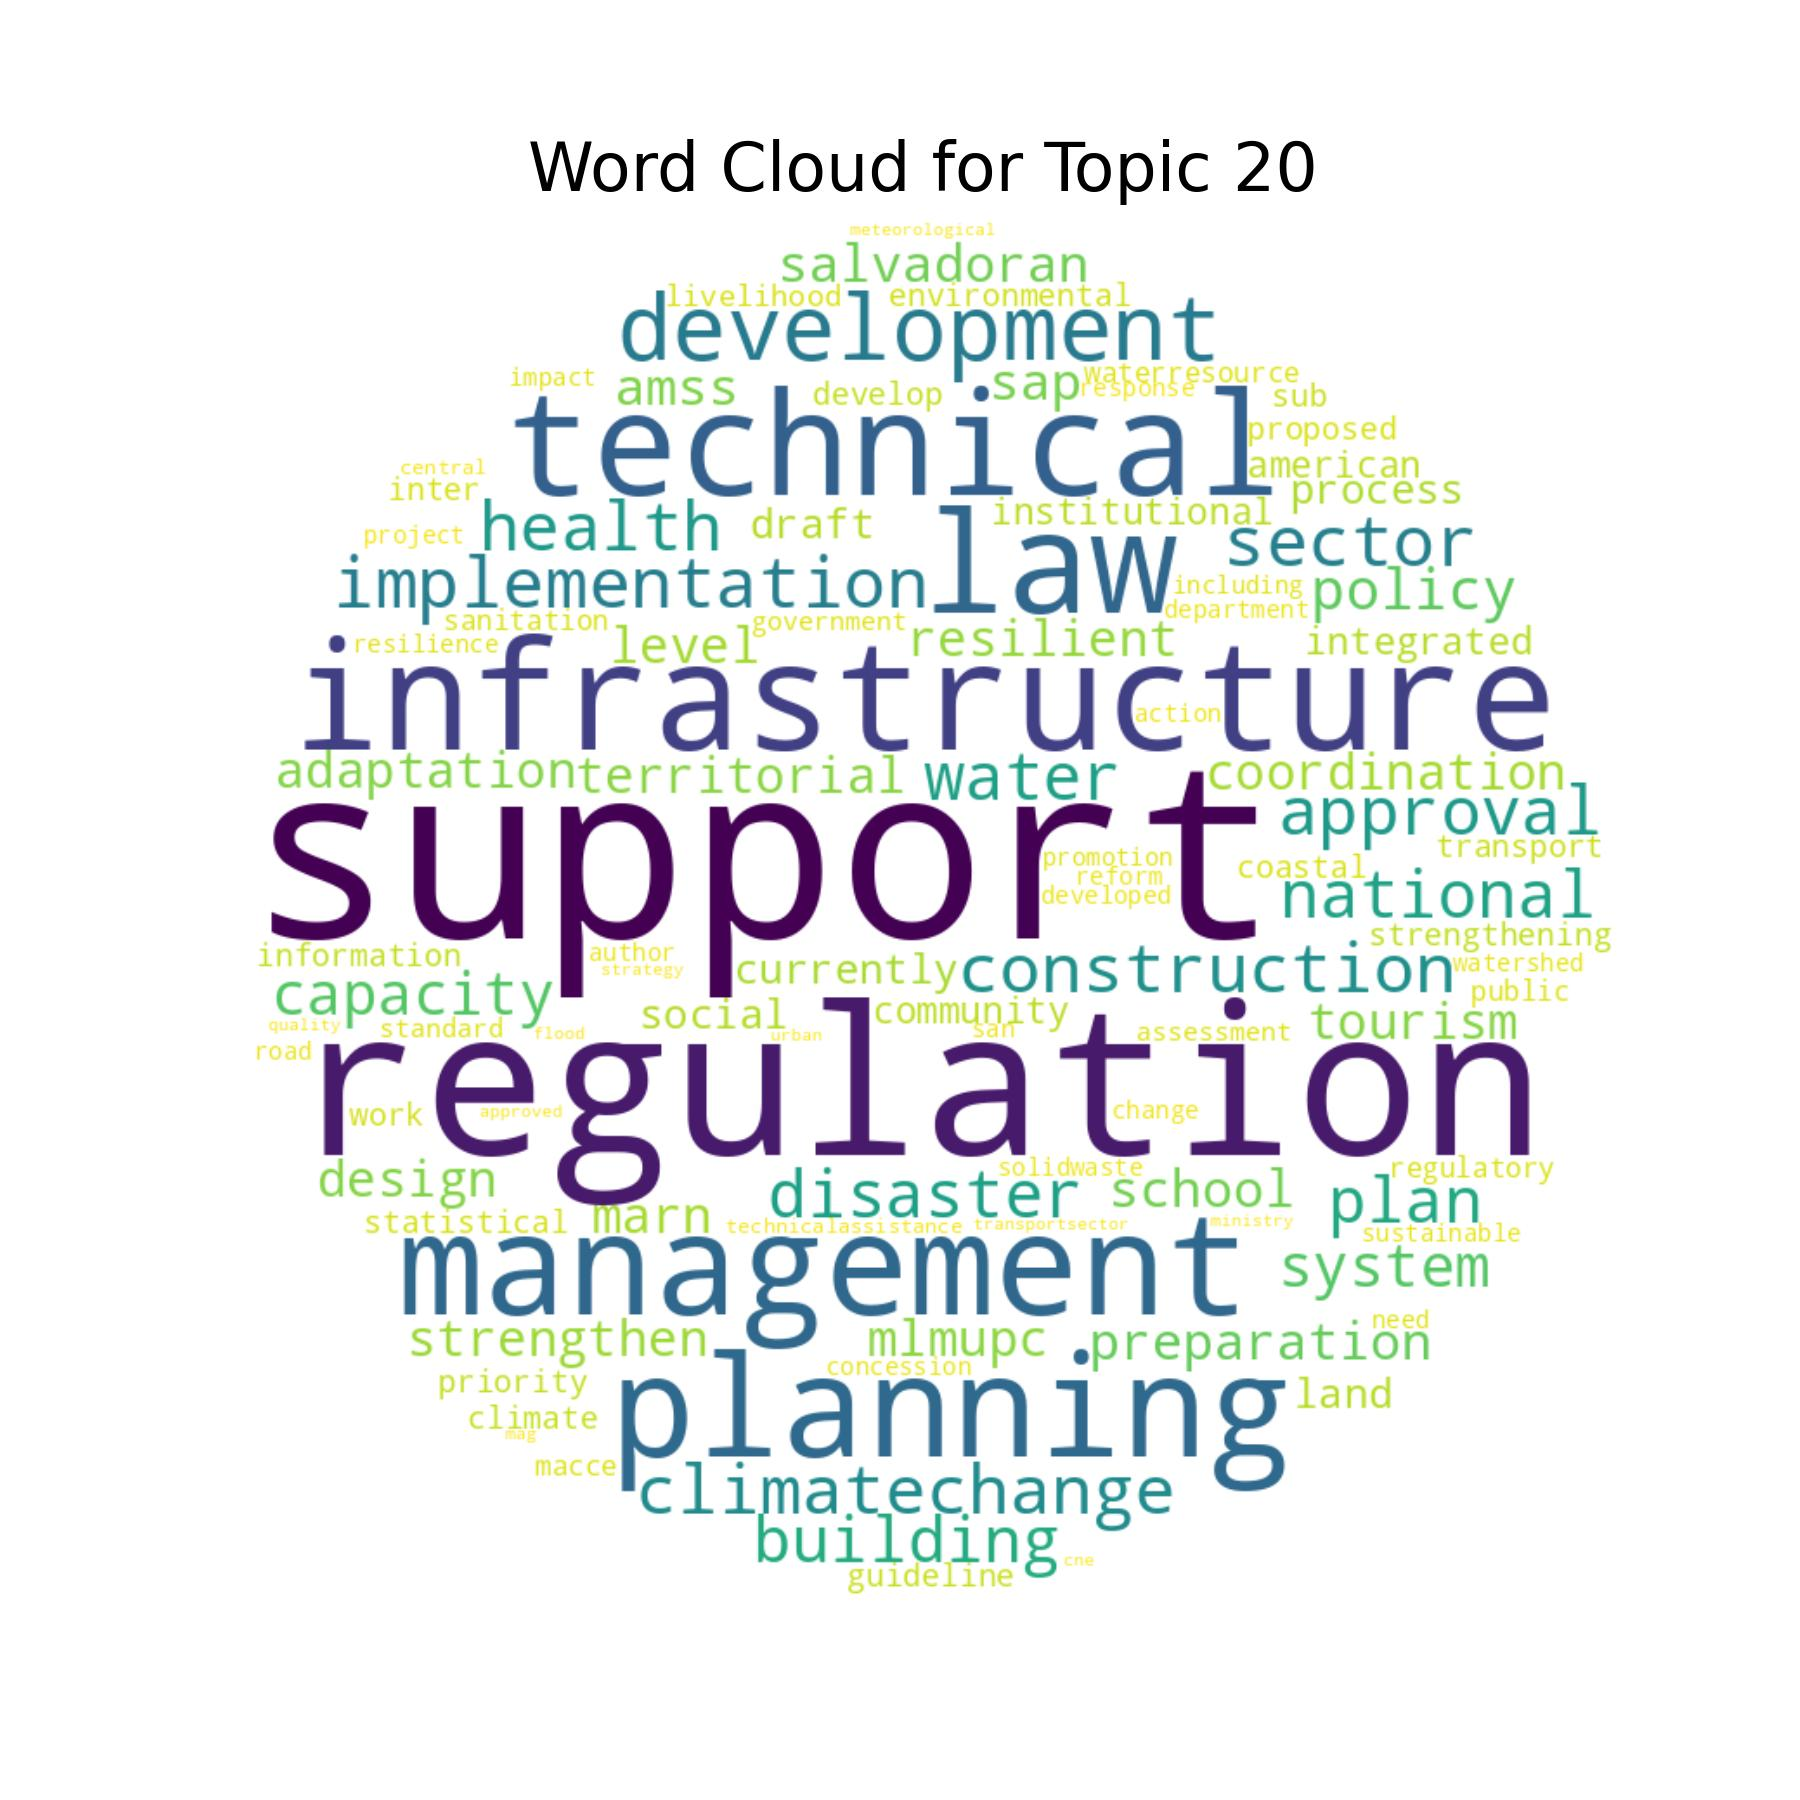 Word Cloud for Topic 20
meteorological
salvadoran
livelihood environmental
development
impact amss develop sap waterresource
response
sub
technical
proposed
central american
inter process
health draft institutional
project law sector
implementation including policy
sanitation government department
resilience level resilient integrated
infrastructure
action
adaptation territorial water coordination
support approval
promotion coastal transport
reform national
developed
strengthening
information author currently construction watershed
strategy
capacity social community public
quality standard flood urban san assessment tourism
road
regulation
work approved change
design disaster solidwaste school regulatory
plan
statistical marn technicalassistance transportsector ministry
sustainable
management system
strengthen mlmupc preparation need
concession
priority planning land
climate
mag
macce
climatechange
building cne
guideline